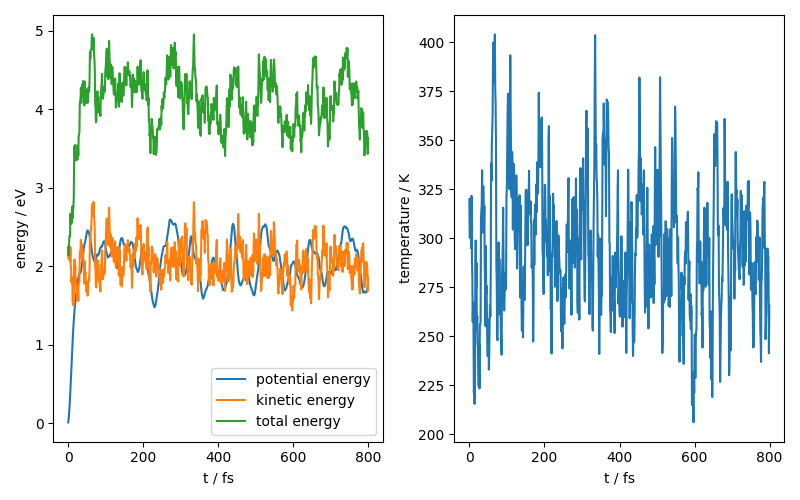 energy / eV
5
4
3
2
1
0
potential energy
kinetic energy
total energy
0 200 400 600 800
t / fs
temperature / K
400
375
350
325
300
275
250
225
200
0 200 400 600 800
t / fs